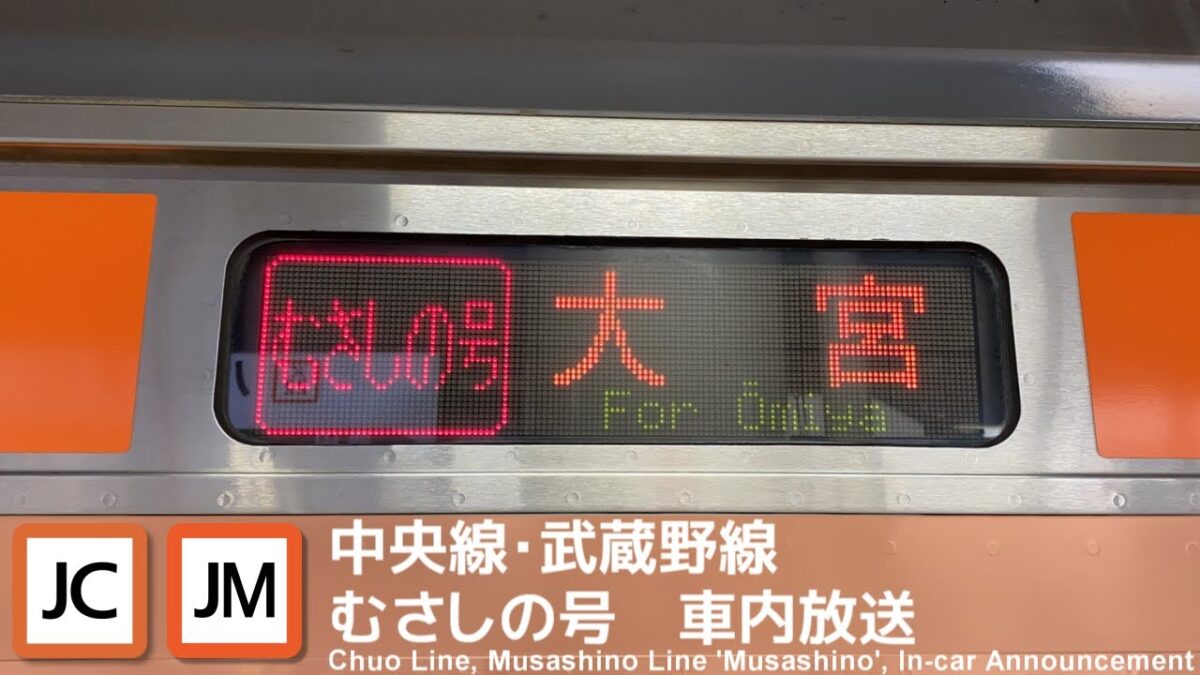 むさしの号 大宮
For Ōmiya
JC JM 中央線・武蔵野線
むさしの号 車内放送
Chuo Line, Musashino Line 'Musashino', In-car Announcement